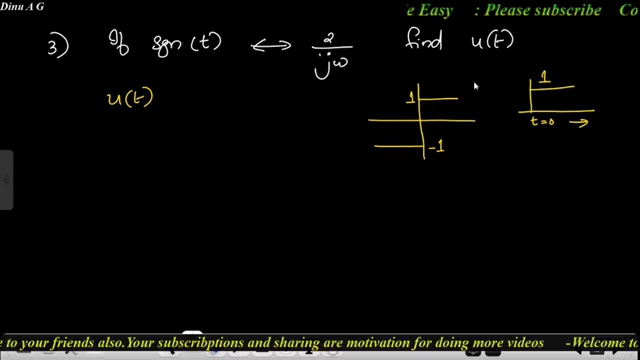 Dinu A G
e Easy : Please subscribe Co
3) If sgn(t) ⟷ 2/jω find u(t)
u(t)
1
-1
1
t=0 →
e to your friends also.Your subscribptions and sharing are motivation for doing more videos -Welcome to